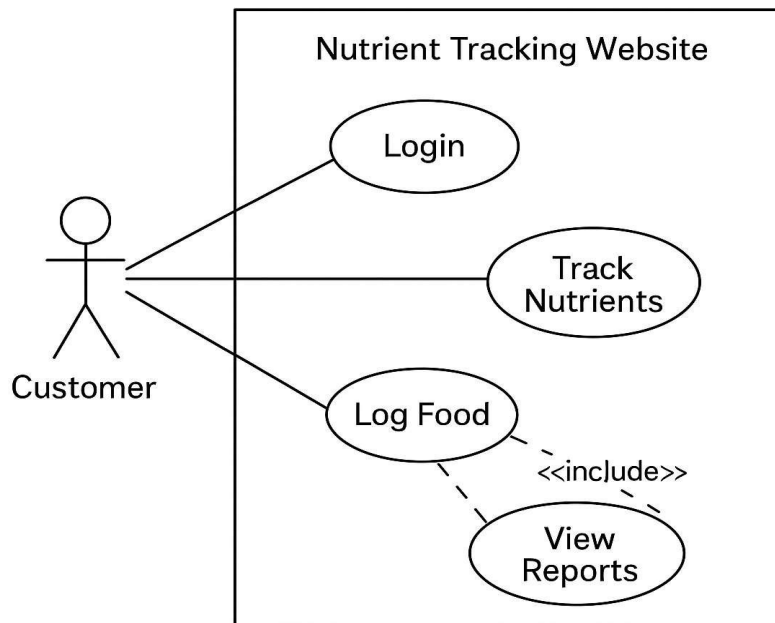 Nutrient Tracking Website
Login
Track
Nutrients
Customer
Log Food
<<include>>
View
Reports